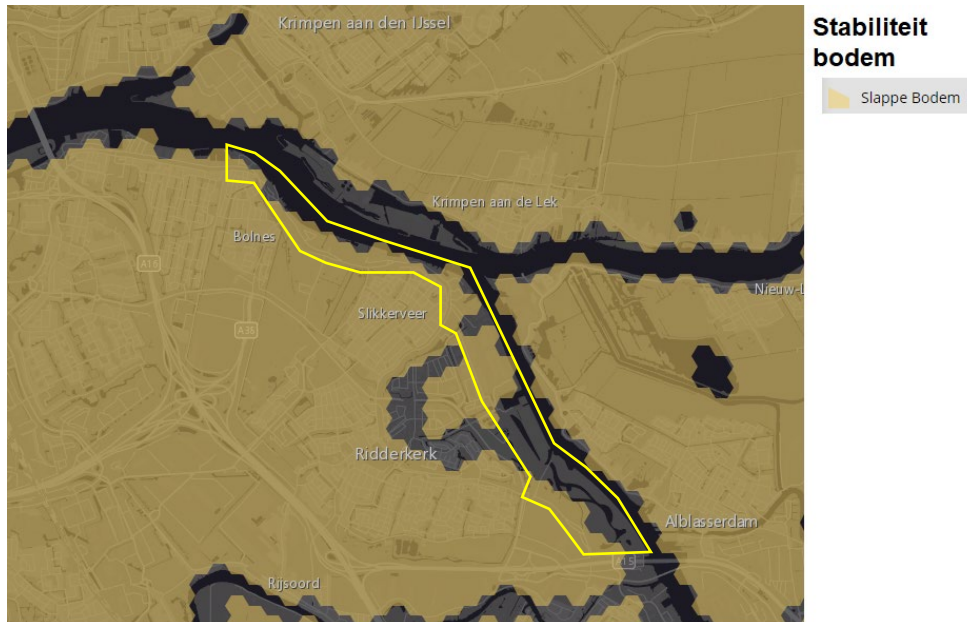 Krimpen aan den IJssel
Stabiliteit
bodem
Slappe Bodem
Krimpen aan de Lek
Bolnes
A16
Nieuw-L
Slikkerveer
A38
Ridderkerk
Alblasserdam
A15
Rijsoord